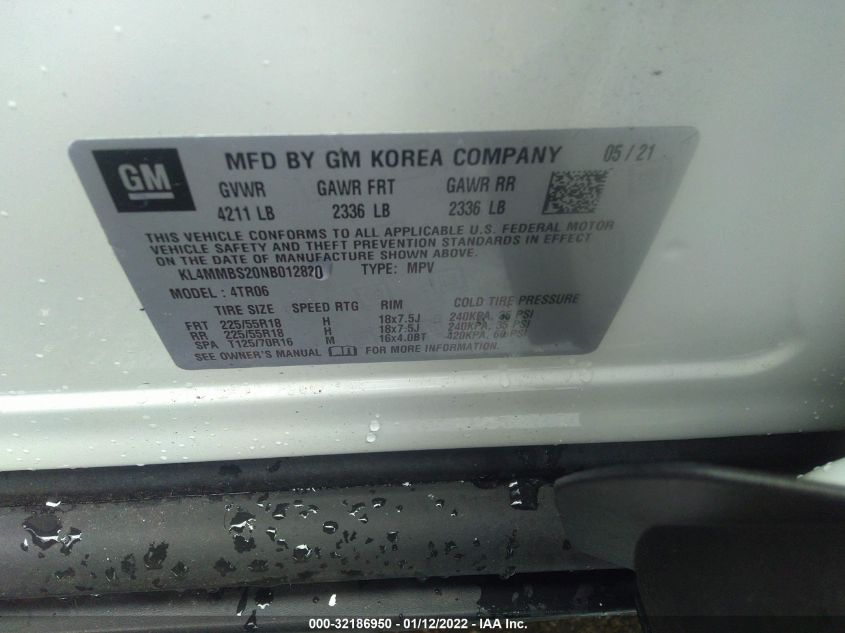 GM
MFD BY GM KOREA COMPANY 05 / 21
GVWR GAWR FRT GAWR RR
4211 LB 2336 LB 2336 LB
THIS VEHICLE CONFORMS TO ALL APPLICABLE U.S. FEDERAL MOTOR
VEHICLE SAFETY AND THEFT PREVENTION STANDARDS IN EFFECT
ON THE DATE OF MANUFACTURE SHOWN ABOVE.
KL4MMBS20NB012820 TYPE: MPV
MODEL : 4TR06
TIRE SIZE SPEED RTG RIM COLD TIRE PRESSURE
FRT 225/55R18 H 18x7.5J 240KPA, 35 PSI
RR 225/55R18 H 18x7.5J 240KPA, 35 PSI
SPA T125/70R16 M 16x4.0BT 420KPA, 60 PSI
SEE OWNER'S MANUAL FOR MORE INFORMATION.
000-32186950 - 01/12/2022 - IAA Inc.